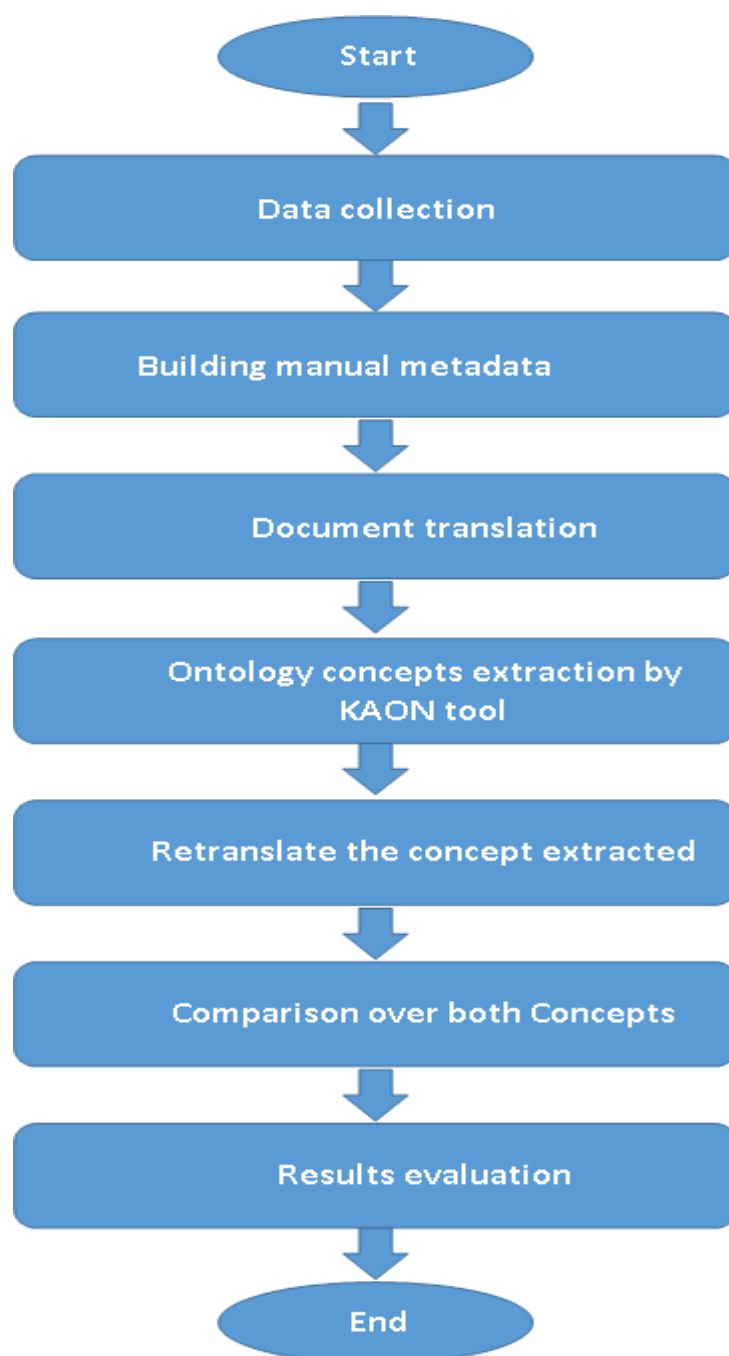 Start
Data collection
Building manual metadata
Document translation
Ontology concepts extraction by
KAON tool
Retranslate the concept extracted
Comparison over both Concepts
Results evaluation
End